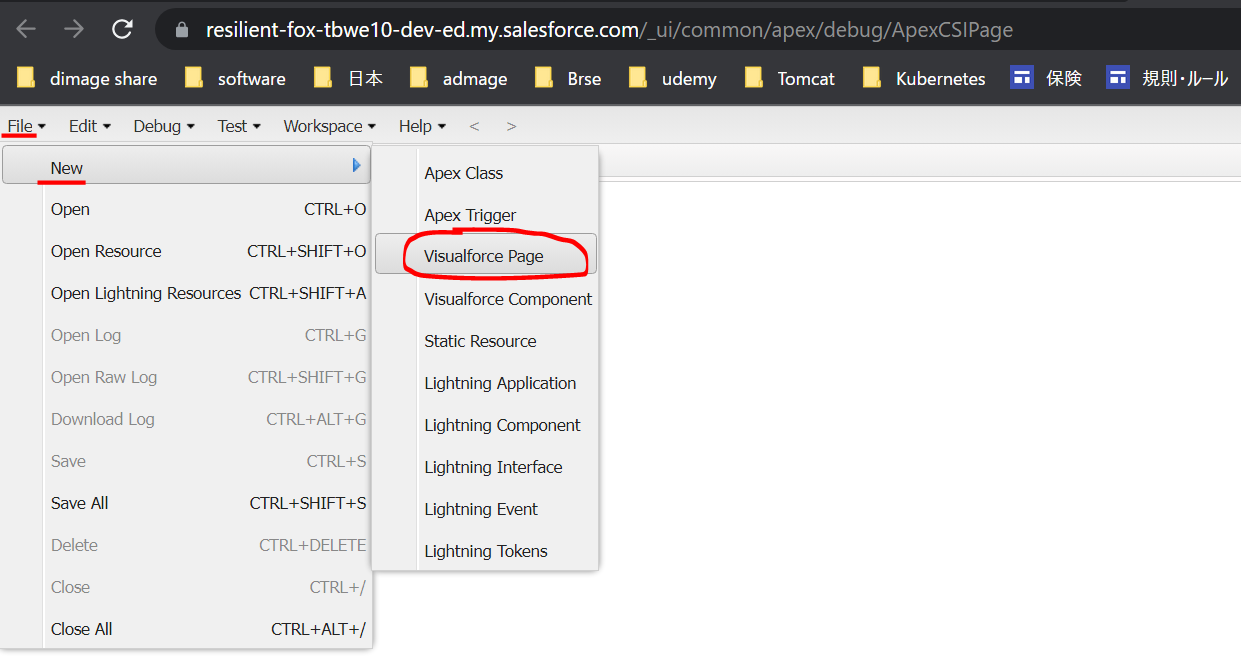 resilient-fox-tbwe10-dev-ed.my.salesforce.com/_ui/common/apex/debug/ApexCSIPage
dimage share software 日本 admage Brse udemy Tomcat Kubernetes 保険 規則・ルール
File Edit Debug Test Workspace Help < >
New
Open CTRL+O
Open Resource CTRL+SHIFT+O
Open Lightning Resources CTRL+SHIFT+A
Open Log CTRL+G
Open Raw Log CTRL+SHIFT+G
Download Log CTRL+ALT+G
Save CTRL+S
Save All CTRL+SHIFT+S
Delete CTRL+DELETE
Close CTRL+/
Close All CTRL+ALT+/
Apex Class
Apex Trigger
Visualforce Page
Visualforce Component
Static Resource
Lightning Application
Lightning Component
Lightning Interface
Lightning Event
Lightning Tokens